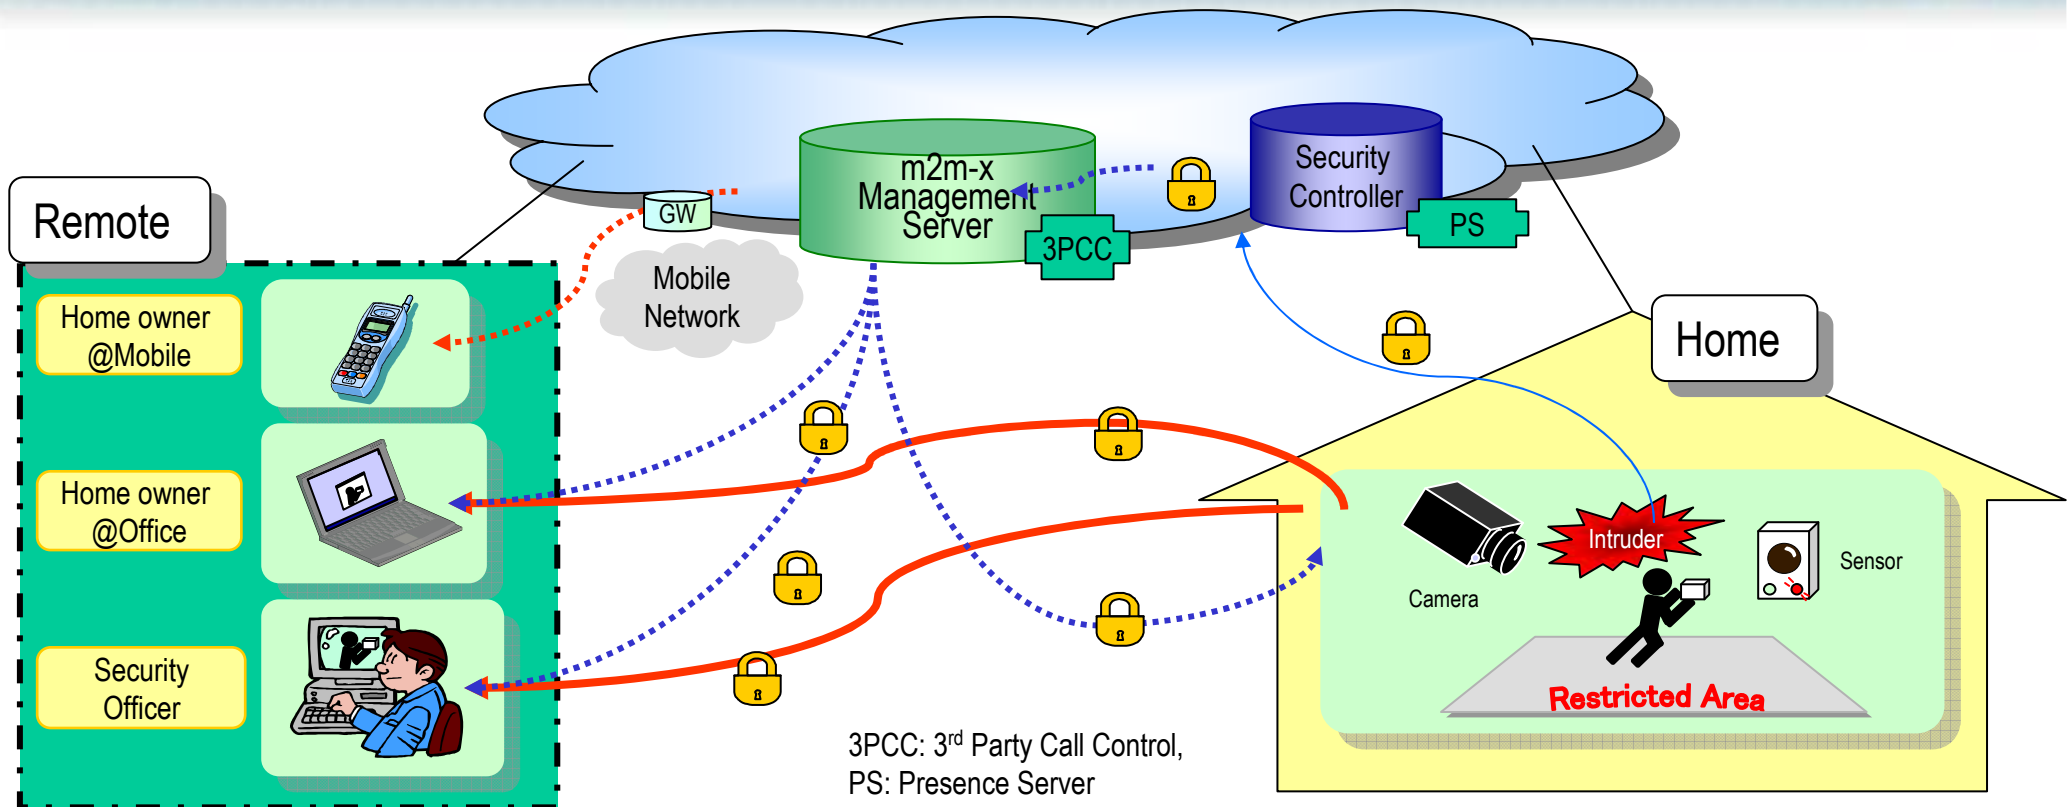 Remote
Home owner
@Mobile
Home owner
@Office
Security
Officer
GW
Mobile
Network
m2m-x
Management
Server
3PCC
Security
Controller
PS
Home
Camera
Intruder
Sensor
Restricted Area
3PCC: 3rd Party Call Control,
PS: Presence Server